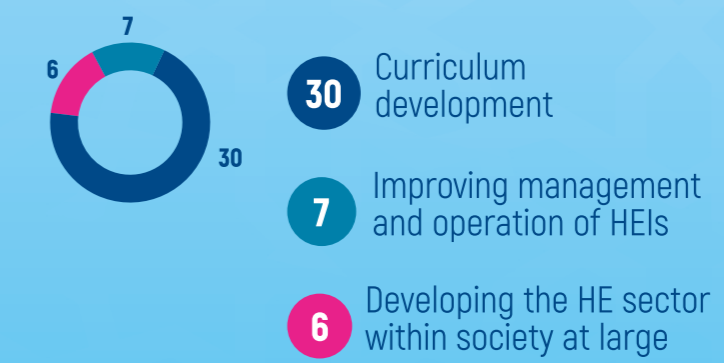 7
6
30
30
Curriculum
development
7
Improving management
and operation of HEIs
6
Developing the HE sector
within society at large